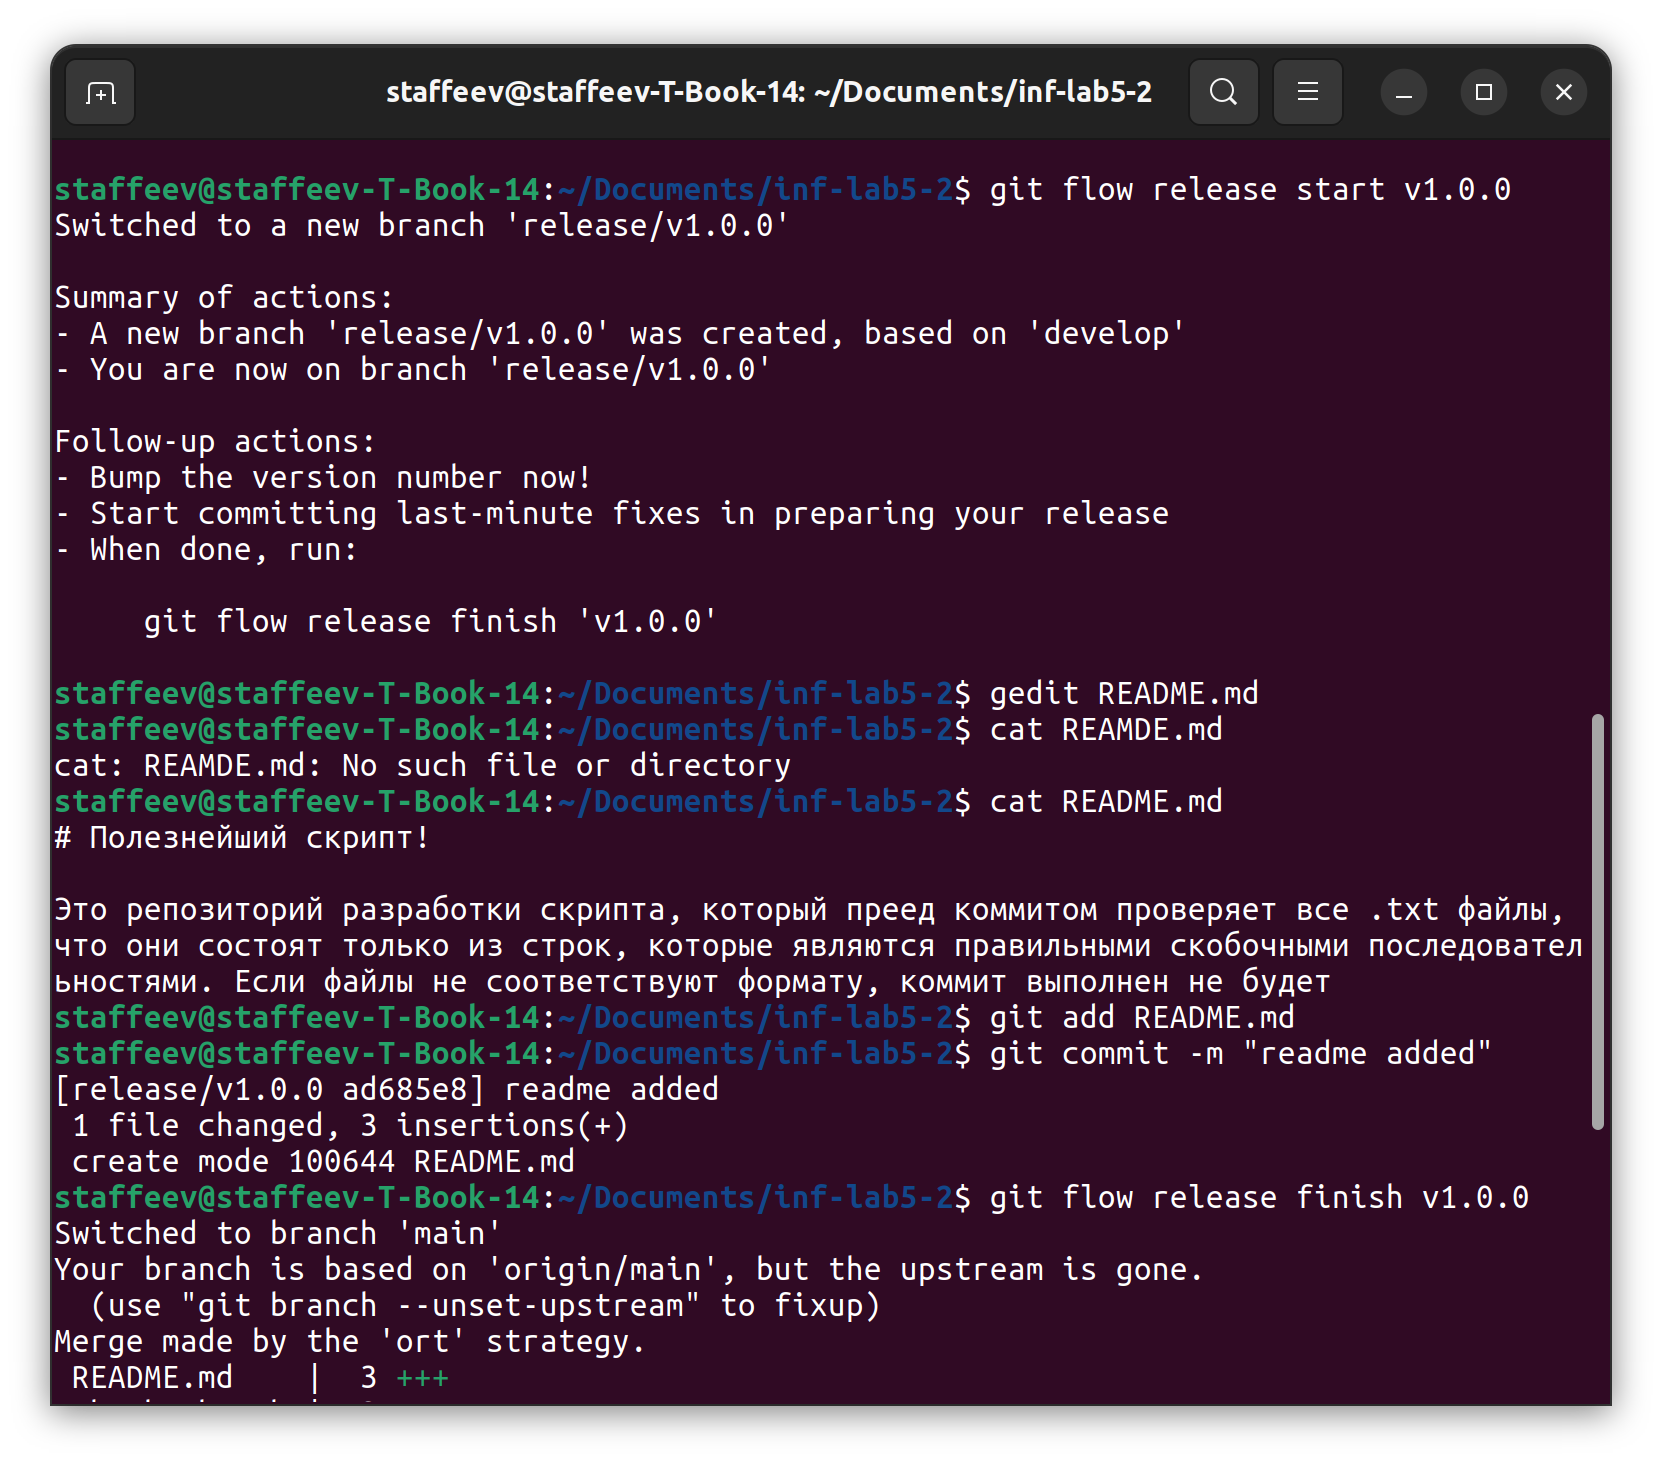 staffeev@staffeev-T-Book-14: ~/Documents/inf-lab5-2
staffeev@staffeev-T-Book-14:~/Documents/inf-lab5-2$ git flow release start v1.0.0
Switched to a new branch 'release/v1.0.0'
Summary of actions:
- A new branch 'release/v1.0.0' was created, based on 'develop'
- You are now on branch 'release/v1.0.0'
Follow-up actions:
- Bump the version number now!
- Start committing last-minute fixes in preparing your release
- When done, run:
git flow release finish 'v1.0.0'
staffeev@staffeev-T-Book-14:~/Documents/inf-lab5-2$ gedit README.md
staffeev@staffeev-T-Book-14:~/Documents/inf-lab5-2$ cat REAMDE.md
cat: REAMDE.md: No such file or directory
staffeev@staffeev-T-Book-14:~/Documents/inf-lab5-2$ cat README.md
# Полезнейший скрипт!
Это репозиторий разработки скрипта, который преед коммитом проверяет все .txt файлы,
что они состоят только из строк, которые являются правильными скобочными последовател
ьностями. Если файлы не соответствуют формату, коммит выполнен не будет
staffeev@staffeev-T-Book-14:~/Documents/inf-lab5-2$ git add README.md
staffeev@staffeev-T-Book-14:~/Documents/inf-lab5-2$ git commit -m "readme added"
[release/v1.0.0 ad685e8] readme added
1 file changed, 3 insertions(+)
create mode 100644 README.md
staffeev@staffeev-T-Book-14:~/Documents/inf-lab5-2$ git flow release finish v1.0.0
Switched to branch 'main'
Your branch is based on 'origin/main', but the upstream is gone.
(use "git branch --unset-upstream" to fixup)
Merge made by the 'ort' strategy.
README.md | 3 +++